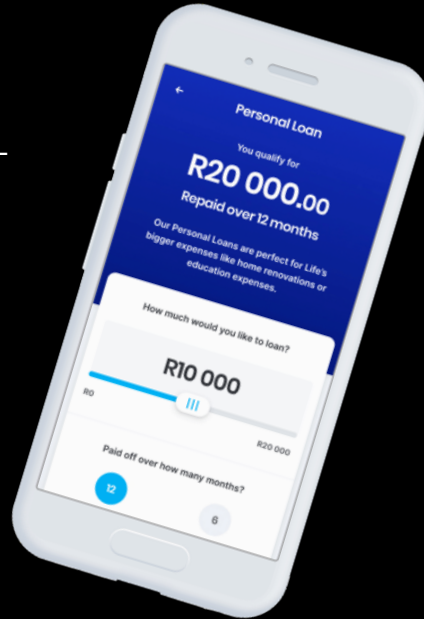 Personal Loan
You qualify for
R20 000.00
Repaid over 12 months
Our Personal Loans are perfect for Life's
bigger expenses like home renovations or
education expenses.
How much would you like to loan?
R10 000
R0
R20 000
Paid off over how many months?
12
6